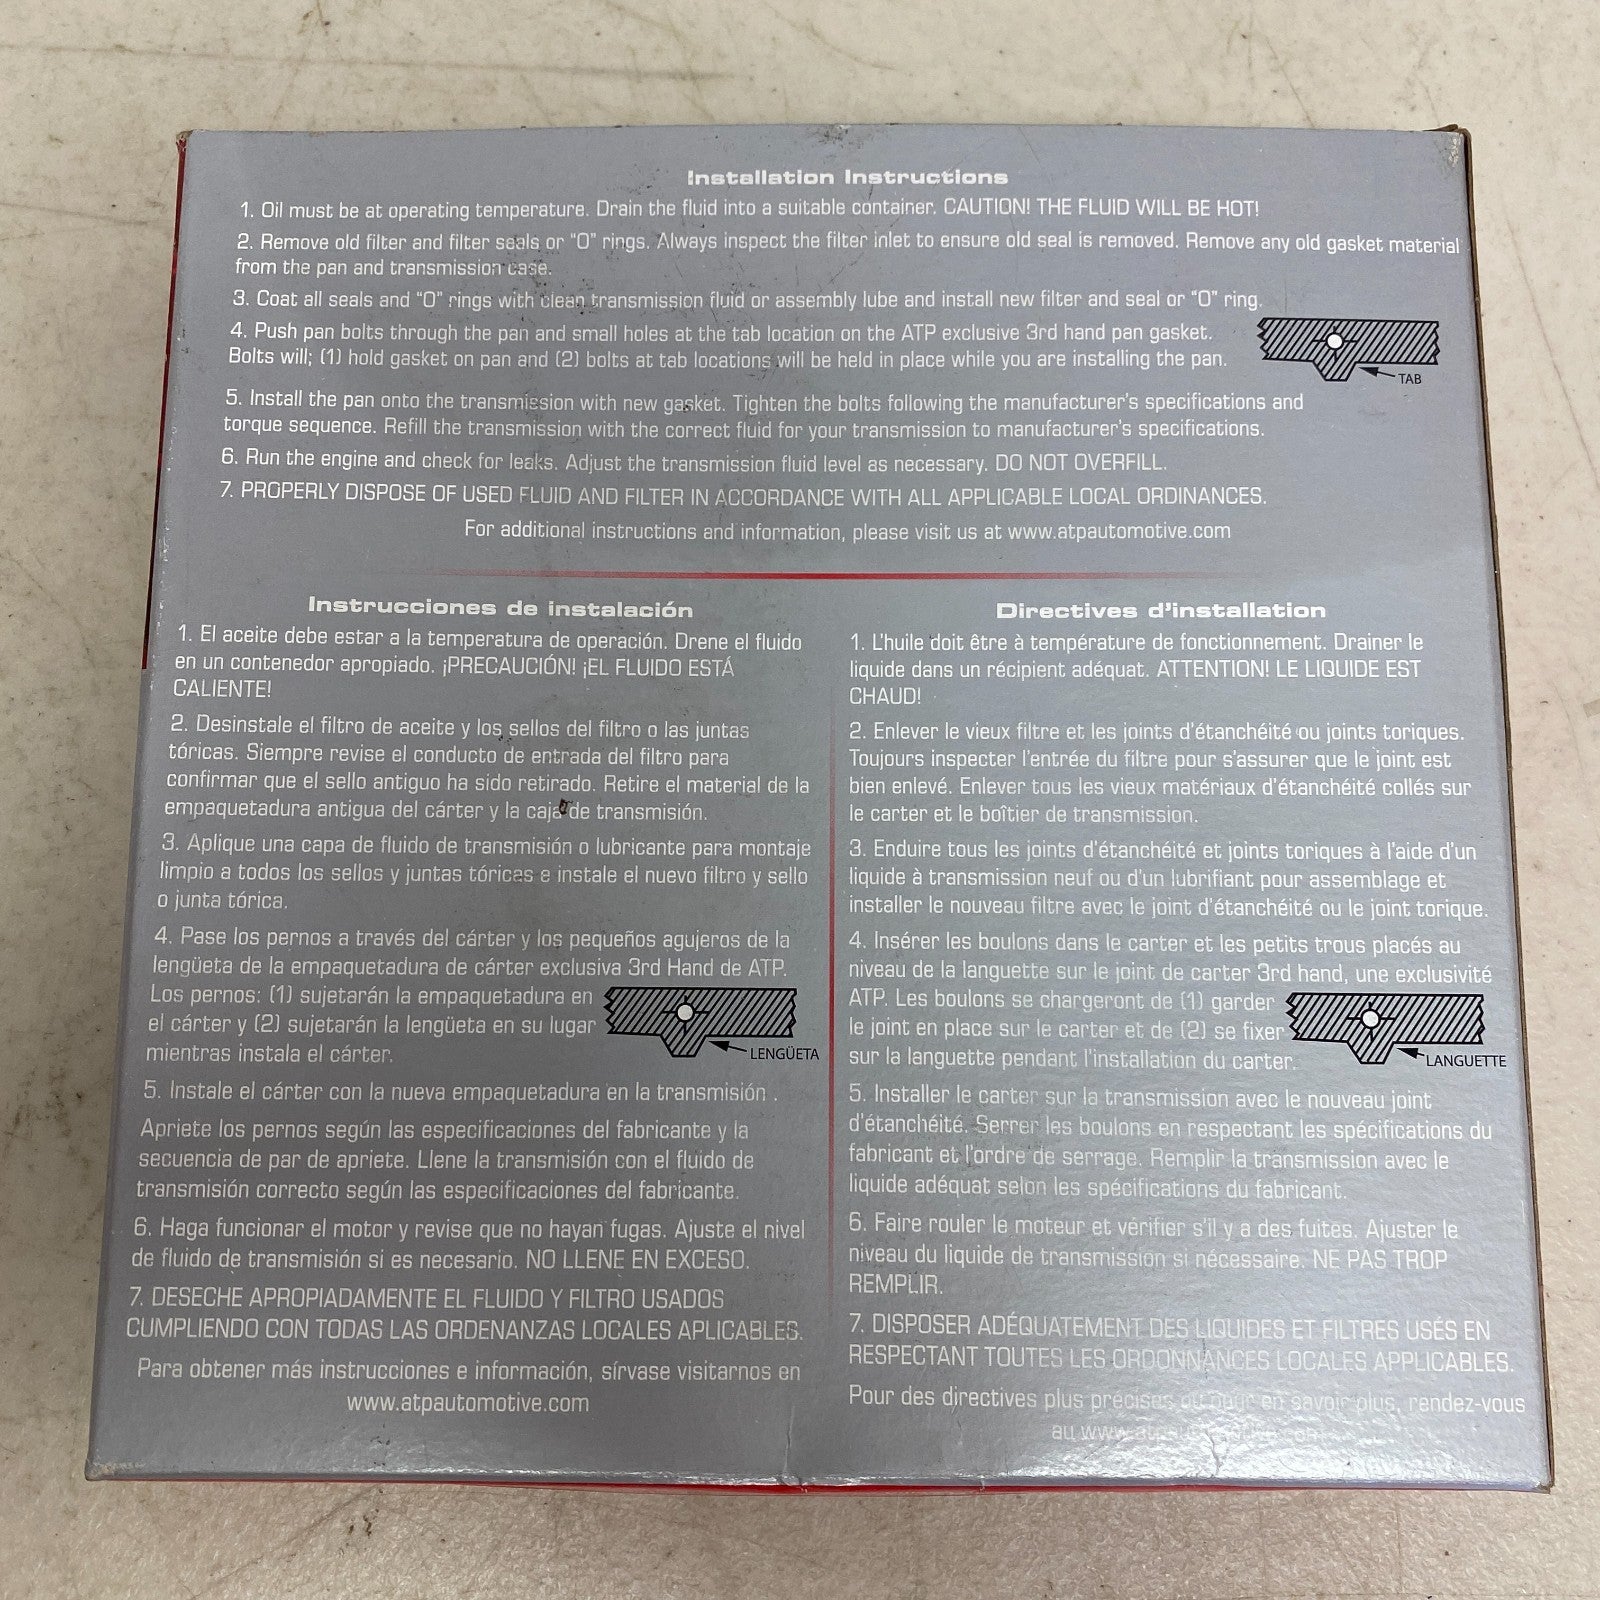 Installation Instructions
1. Oil must be at operating temperature. Drain the fluid into a suitable container. CAUTION! THE FLUID WILL BE HOT!
2. Remove old filter and filter seals or "O" rings. Always inspect the filter inlet to ensure old seal is removed. Remove any old gasket material
from the pan and transmission case.
3. Coat all seals and "O" rings with clean transmission fluid or assembly lube and install new filter and seal or "O" ring.
4. Push pan bolts through the pan and small holes at the tab location on the ATP exclusive 3rd hand pan gasket.
Bolts will; (1) hold gasket on pan and (2) bolts at tab locations will be held in place while you are installing the pan.
TAB
5. Install the pan onto the transmission with new gasket. Tighten the bolts following the manufacturer's specifications and
torque sequence. Refill the transmission with the correct fluid for your transmission to manufacturer's specifications.
6. Run the engine and check for leaks. Adjust the transmission fluid level as necessary. DO NOT OVERFILL.
7. PROPERLY DISPOSE OF USED FLUID AND FILTER IN ACCORDANCE WITH ALL APPLICABLE LOCAL ORDINANCES.
For additional instructions and information, please visit us at www.atpautomotive.com
Instrucciones de instalación
1. El aceite debe estar a la temperatura de operación. Drene el fluido
en un contenedor apropiado. ¡PRECAUCIÓN! ¡EL FLUIDO ESTÁ
CALIENTE!
2. Desinstale el filtro de aceite y los sellos del filtro o las juntas
tóricas. Siempre revise el conducto de entrada del filtro para
confirmar que el sello antiguo ha sido retirado. Retire el material de la
empaquetadura antigua del cárter y la caja de transmisión.
3. Aplique una capa de fluido de transmisión o lubricante para montaje
limpio a todos los sellos y juntas tóricas e instale el nuevo filtro y sello
o junta tórica.
4. Pase los pernos a través del cárter y los pequeños agujeros de la
lengüeta de la empaquetadura de cárter exclusiva 3rd Hand de ATP.
Los pernos: (1) sujetarán la empaquetadura en
el cárter y (2) sujetarán la lengüeta en su lugar
mientras instala el cárter.
LENGÜETA
5. Instale el cárter con la nueva empaquetadura en la transmisión .
Apriete los pernos según las especificaciones del fabricante y la
secuencia de par de apriete. Llene la transmisión con el fluido de
transmisión correcto según las especificaciones del fabricante.
6. Haga funcionar el motor y revise que no hayan fugas. Ajuste el nivel
de fluido de transmisión si es necesario. NO LLENE EN EXCESO.
7. DESECHE APROPIADAMENTE EL FLUIDO Y FILTRO USADOS
CUMPLIENDO CON TODAS LAS ORDENANZAS LOCALES APLICABLES.
Para obtener más instrucciones e información, sírvase visitarnos en
www.atpautomotive.com
Directives d'installation
1. L'huile doit être à température de fonctionnement. Drainer le
liquide dans un récipient adéquat. ATTENTION! LE LIQUIDE EST
CHAUD!
2. Enlever le vieux filtre et les joints d'étanchéité ou joints toriques.
Toujours inspecter l'entrée du filtre pour s'assurer que le joint est
bien enlevé. Enlever tous les vieux matériaux d'étanchéité collés sur
le carter et le boîtier de transmission.
3. Enduire tous les joints d'étanchéité et joints toriques à l'aide d'un
liquide à transmission neuf ou d'un lubrifiant pour assemblage et
installer le nouveau filtre avec le joint d'étanchéité ou le joint torique.
4. Insérer les boulons dans le carter et les petits trous placés au
niveau de la languette sur le joint de carter 3rd hand, une exclusivité
ATP. Les boulons se chargeront de (1) garder
le joint en place sur le carter et de (2) se fixer
sur la languette pendant l'installation du carter.
LANGUETTE
5. Installer le carter sur la transmission avec le nouveau joint
d'étanchéité. Serrer les boulons en respectant les spécifications du
fabricant et l'ordre de serrage. Remplir la transmission avec le
liquide adéquat selon les spécifications du fabricant.
6. Faire rouler le moteur et vérifier s'il y a des fuites. Ajuster le
niveau du liquide de transmission si nécessaire. NE PAS TROP
REMPLIR.
7. DISPOSER ADÉQUATEMENT DES LIQUIDES ET FILTRES USÉS EN
RESPECTANT TOUTES LES ORDONNANCES LOCALES APPLICABLES.
Pour des directives plus précises ou pour en savoir plus, rendez-vous
au www.atpautomotive.com